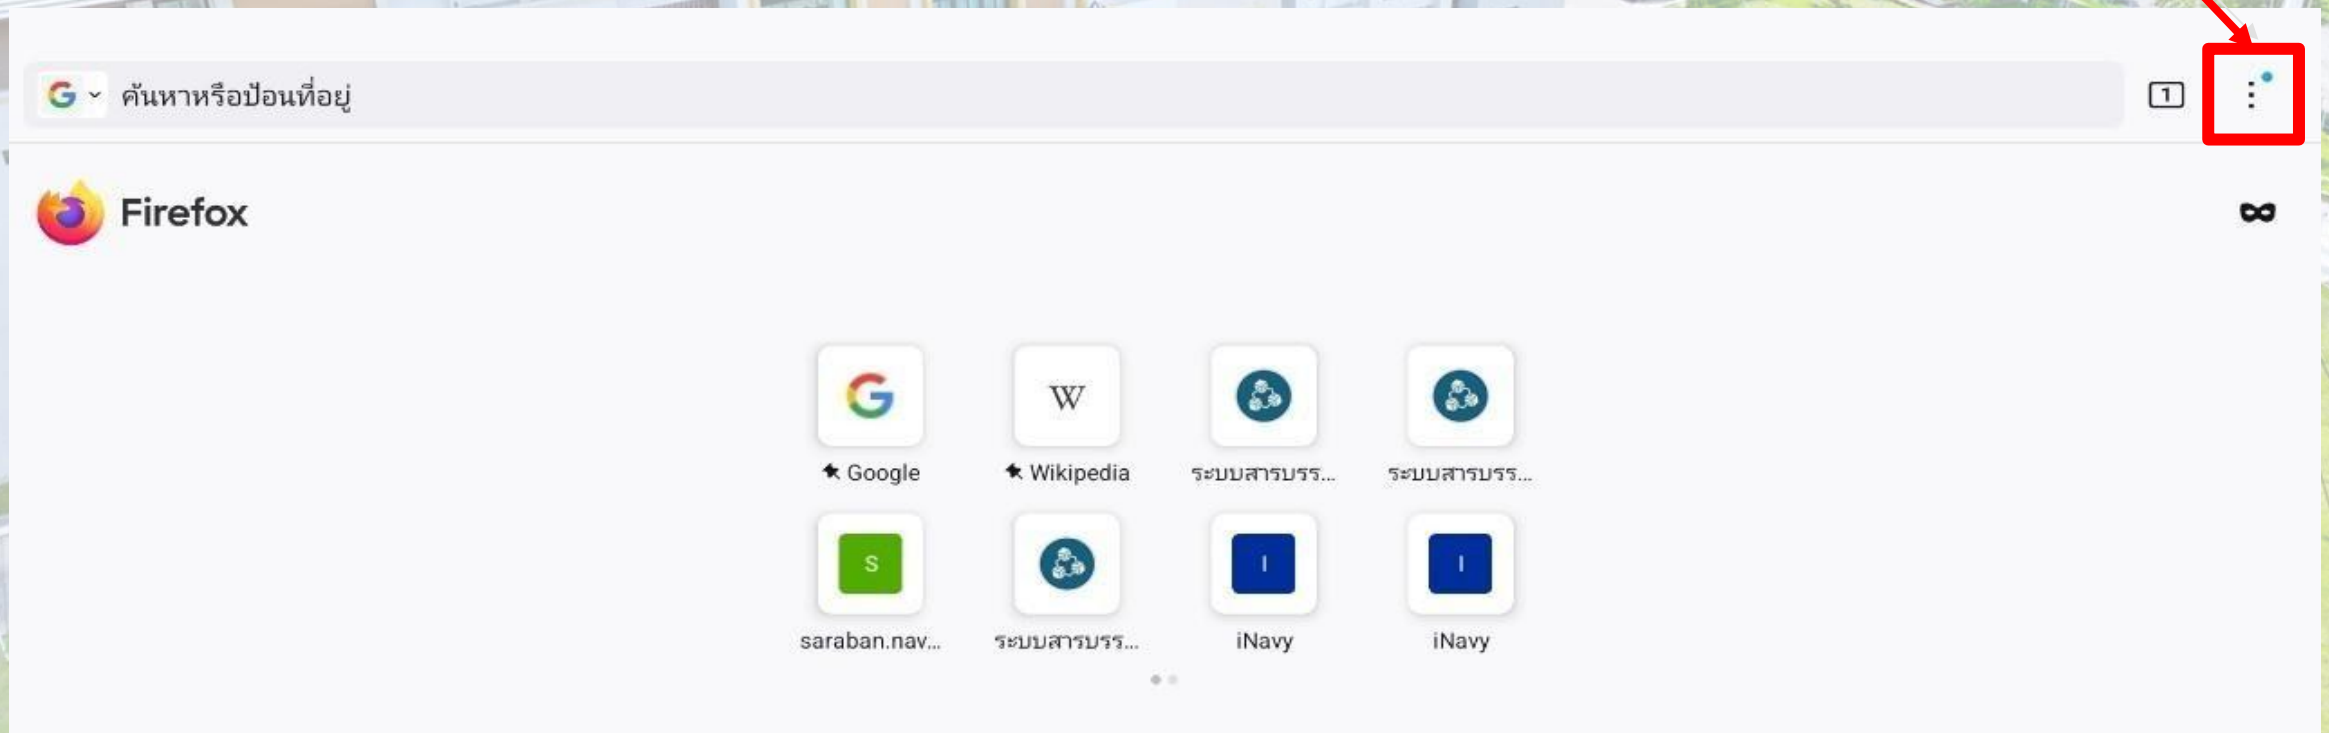 G ค้นหาหรือป้อนที่อยู่ 1
Firefox
G W
Google Wikipedia ระบบสารบรร... ระบบสารบรร...
S I I
saraban.nav... ระบบสารบรร... iNavy iNavy